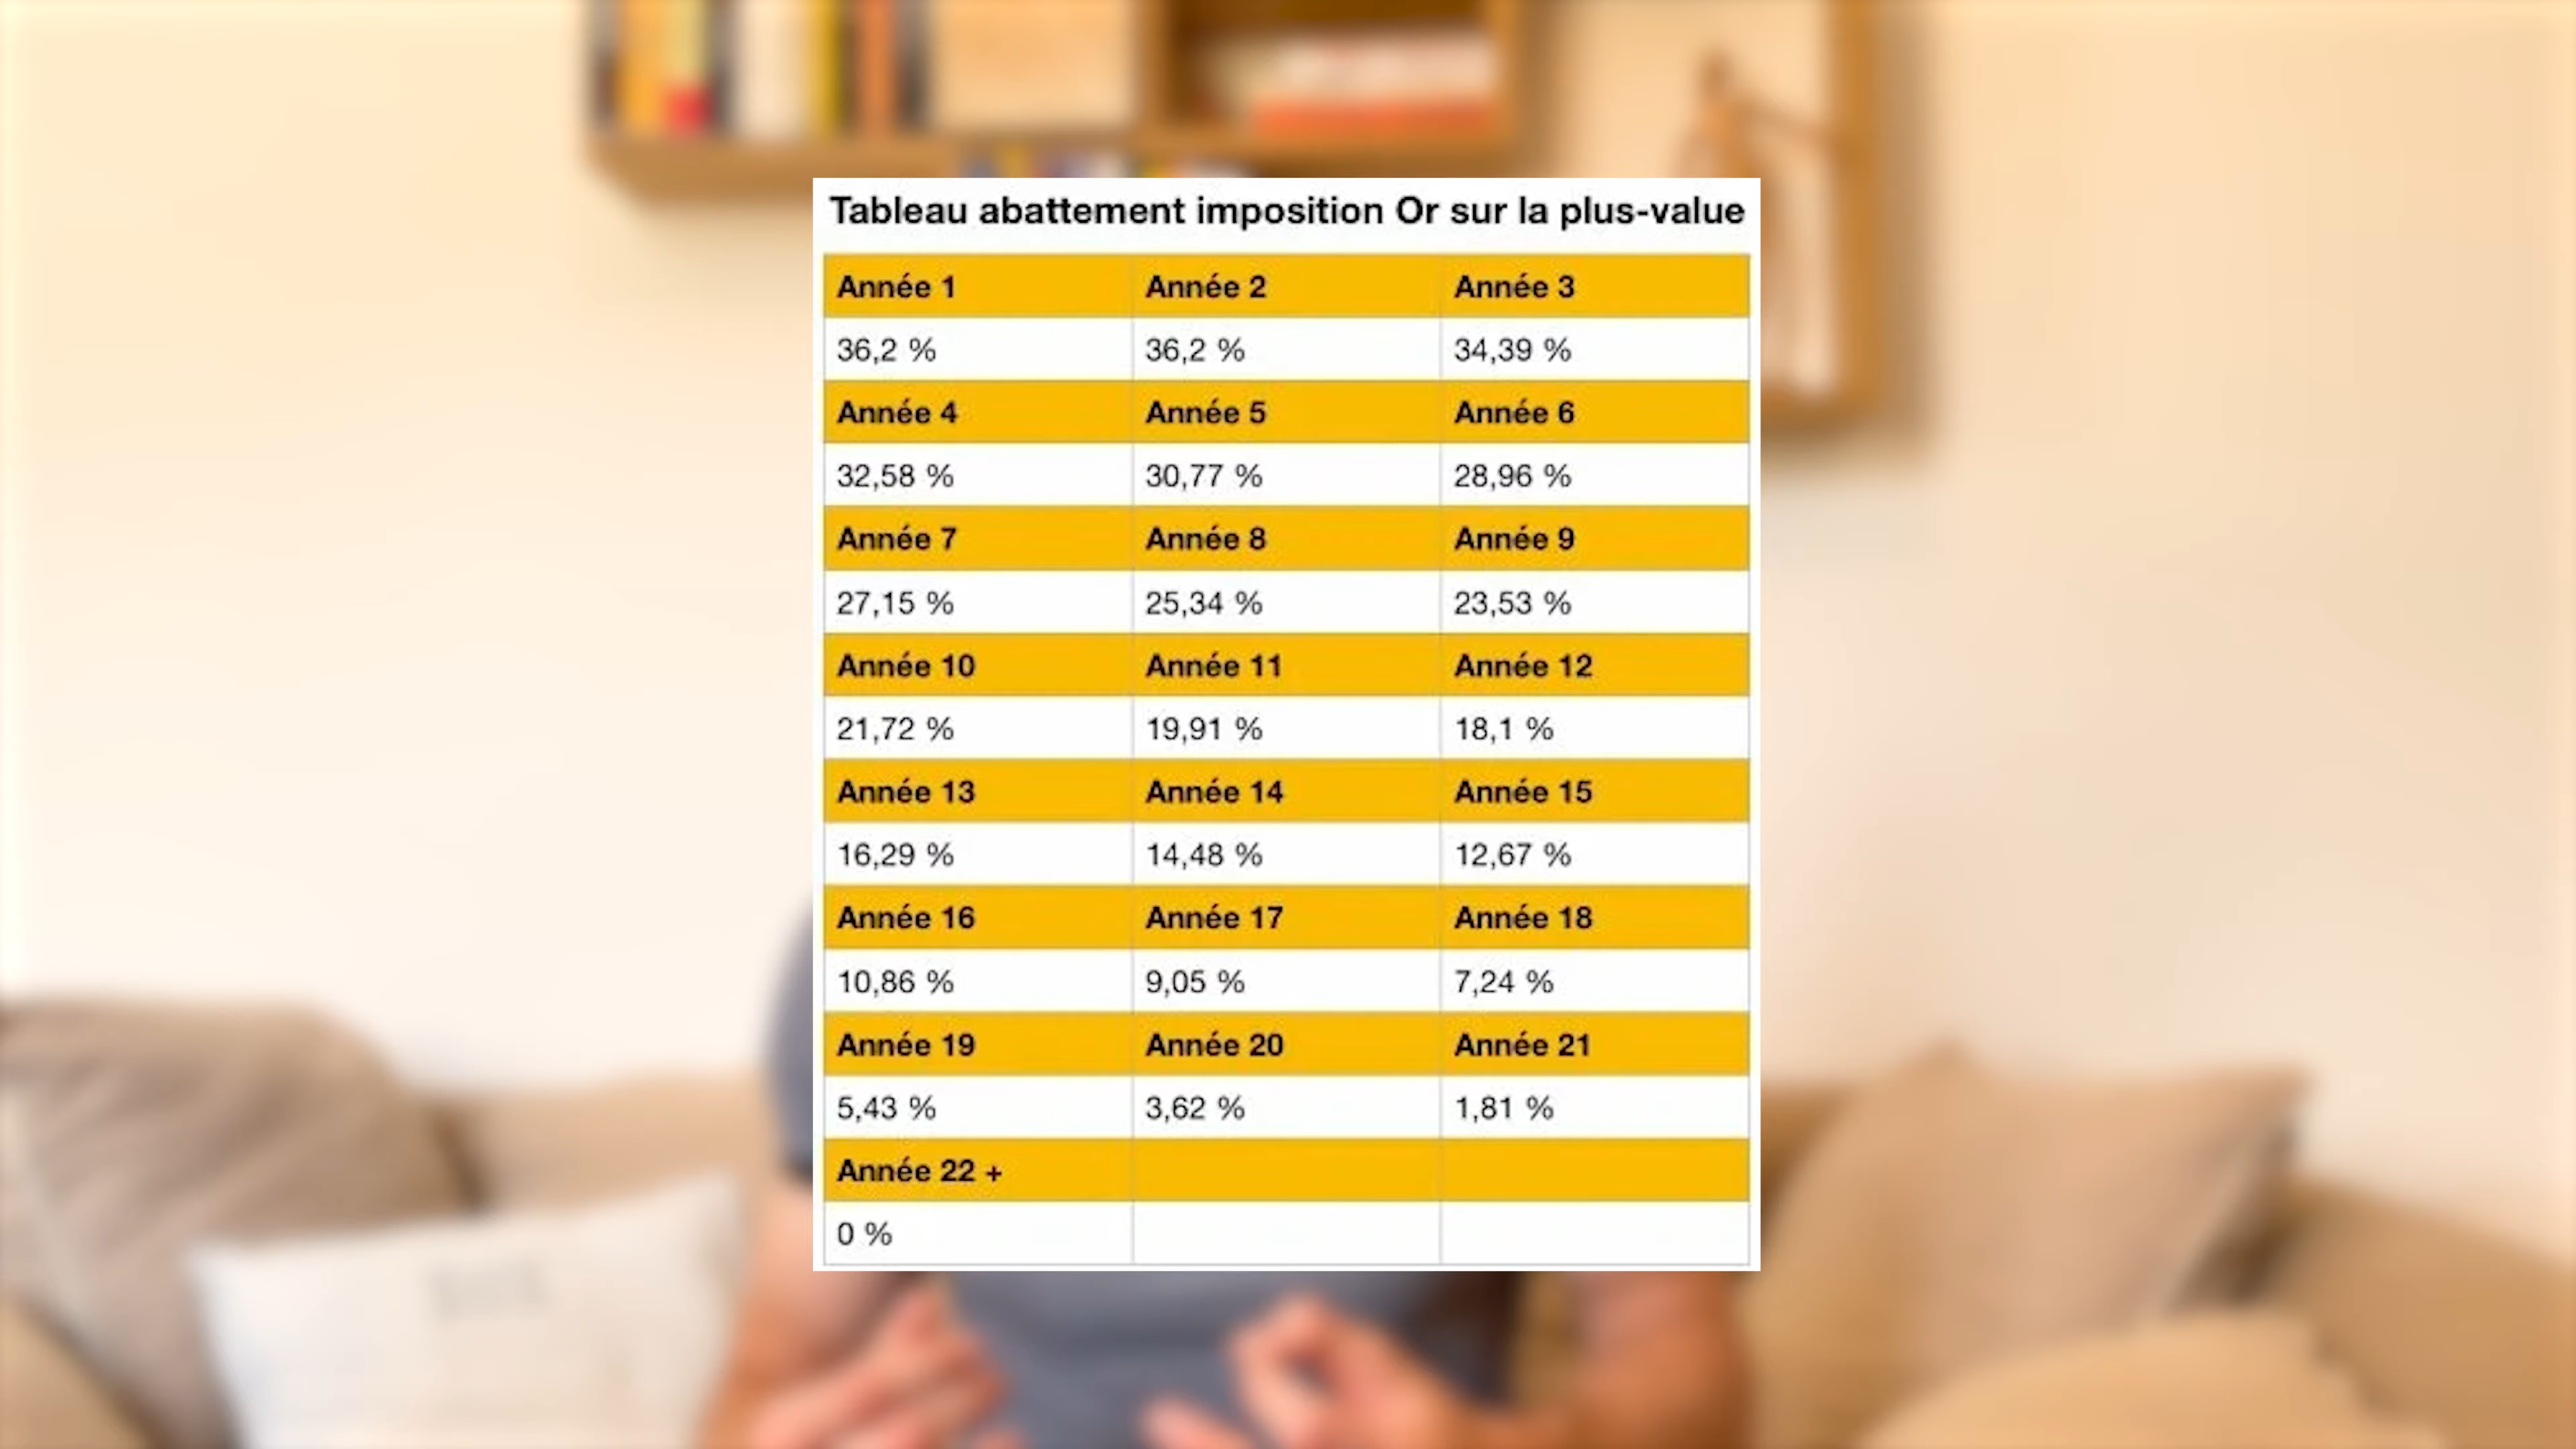 Tableau abattement imposition Or sur la plus-value
Année 1 Année 2 Année 3
36,2 % 36,2 % 34,39 %
Année 4 Année 5 Année 6
32,58 % 30,77 % 28,96 %
Année 7 Année 8 Année 9
27,15 % 25,34 % 23,53 %
Année 10 Année 11 Année 12
21,72 % 19,91 % 18,1 %
Année 13 Année 14 Année 15
16,29 % 14,48 % 12,67 %
Année 16 Année 17 Année 18
10,86 % 9,05 % 7,24 %
Année 19 Année 20 Année 21
5,43 % 3,62 % 1,81 %
Année 22 +
0 %